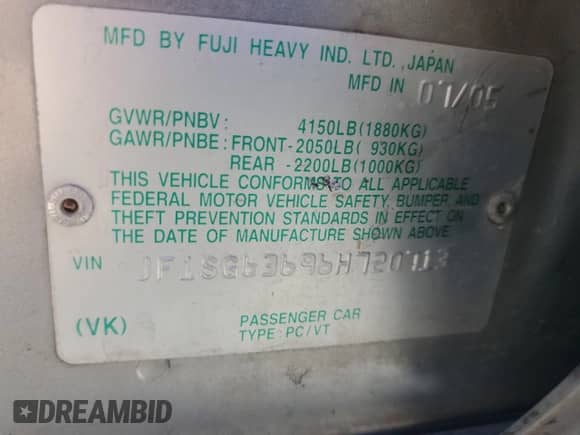 MFD BY FUJI HEAVY IND. LTD., JAPAN
MFD IN 07/05
GVWR/PNBV: 4150LB(1880KG)
GAWR/PNBE: FRONT-2050LB( 930KG)
REAR -2200LB(1000KG)
THIS VEHICLE CONFORMS TO ALL APPLICABLE
FEDERAL MOTOR VEHICLE SAFETY, BUMPER, AND
THEFT PREVENTION STANDARDS IN EFFECT ON
THE DATE OF MANUFACTURE SHOWN ABOVE.
VIN JF1SG63696H720713
(VK) PASSENGER CAR
TYPE: PC/VT
DREAMBID